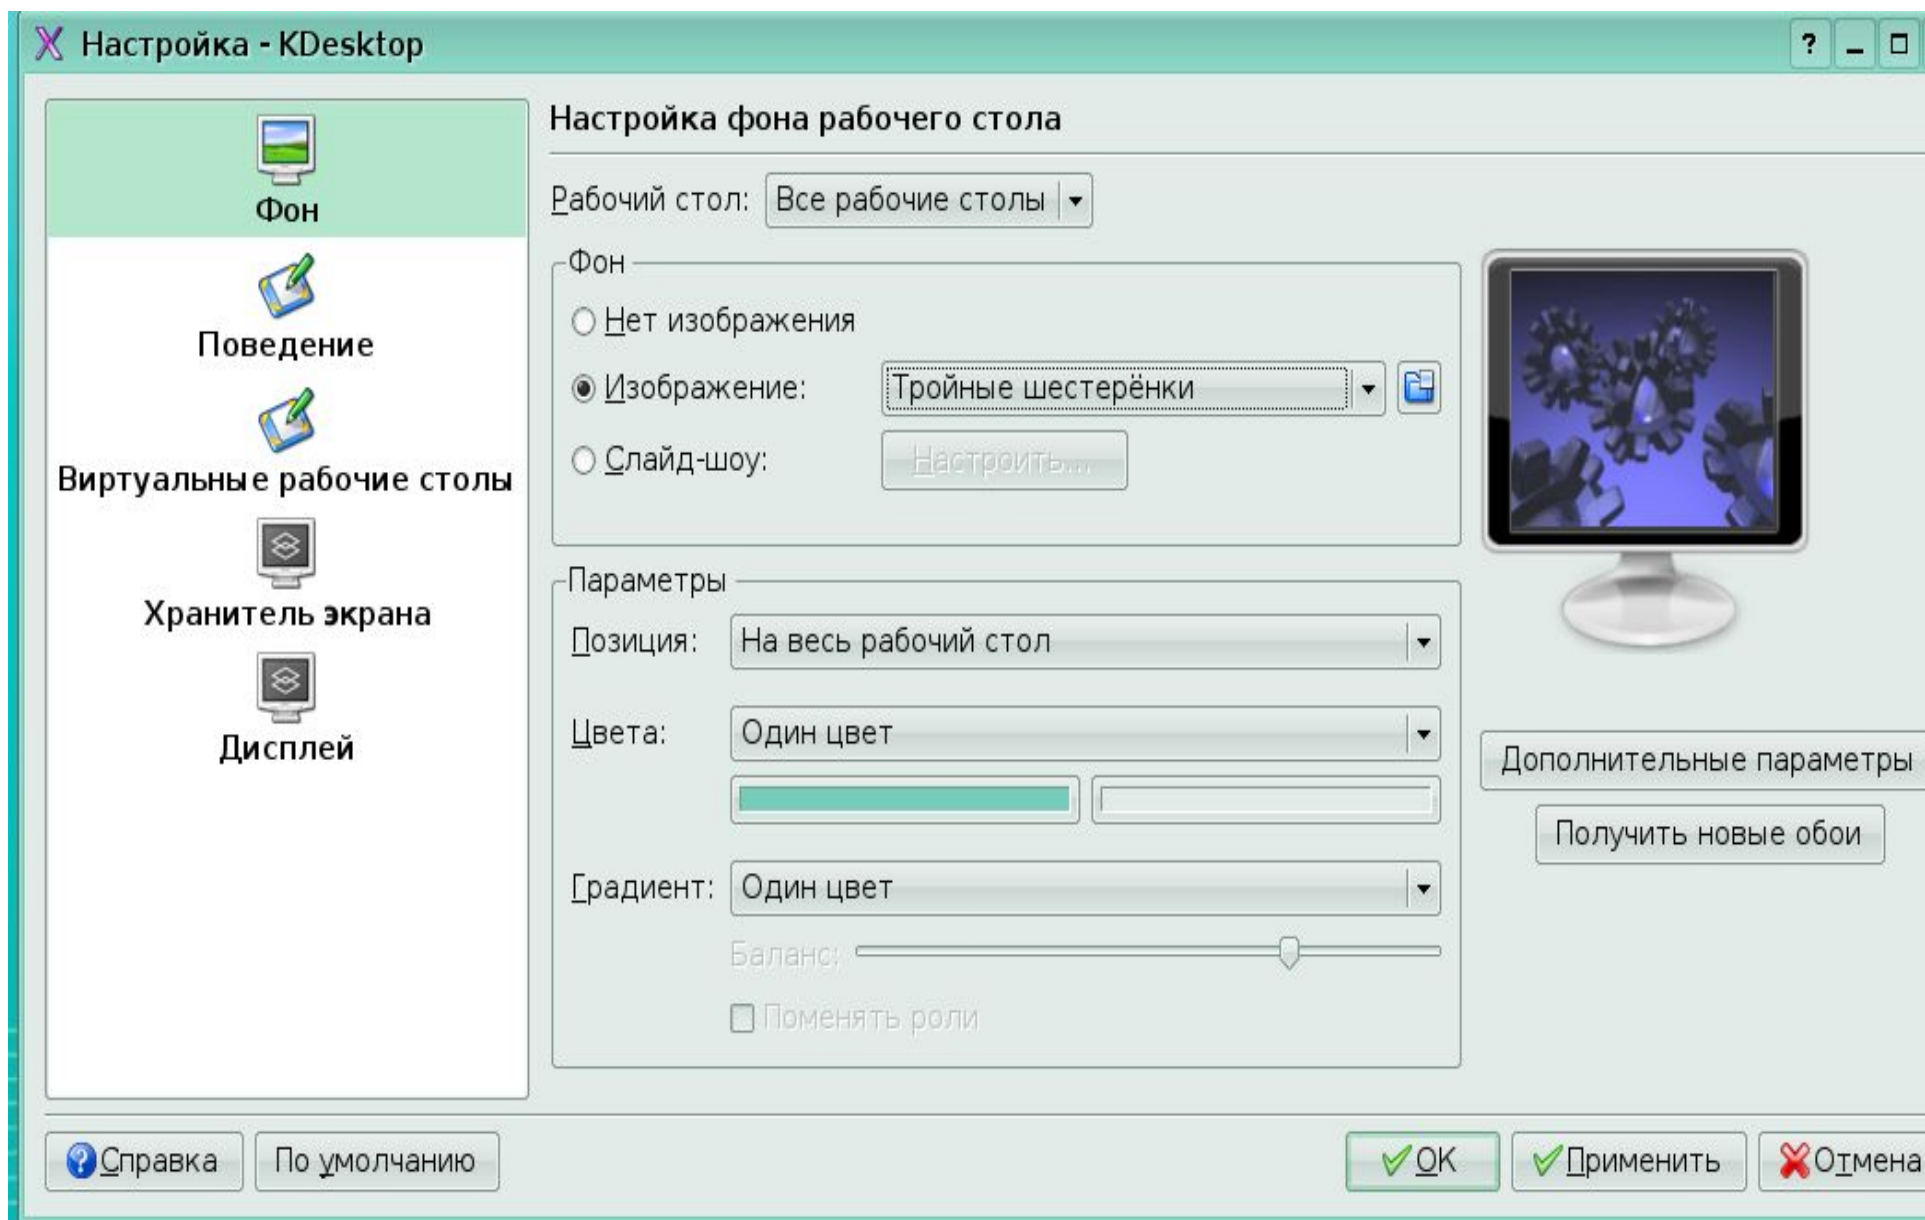 Настройка - KDesktop
Фон
Поведение
Виртуальные рабочие столы
Хранитель экрана
Дисплей
Настройка фона рабочего стола
Рабочий стол: Все рабочие столы
Фон
Нет изображения
Изображение: Тройные шестерёнки
Слайд-шоу: Настроить...
Параметры
Позиция: На весь рабочий стол
Цвета: Один цвет
Градиент: Один цвет
Баланс:
Поменять роли
Дополнительные параметры
Получить новые обои
Справка
По умолчанию
OK
Применить
Отмена